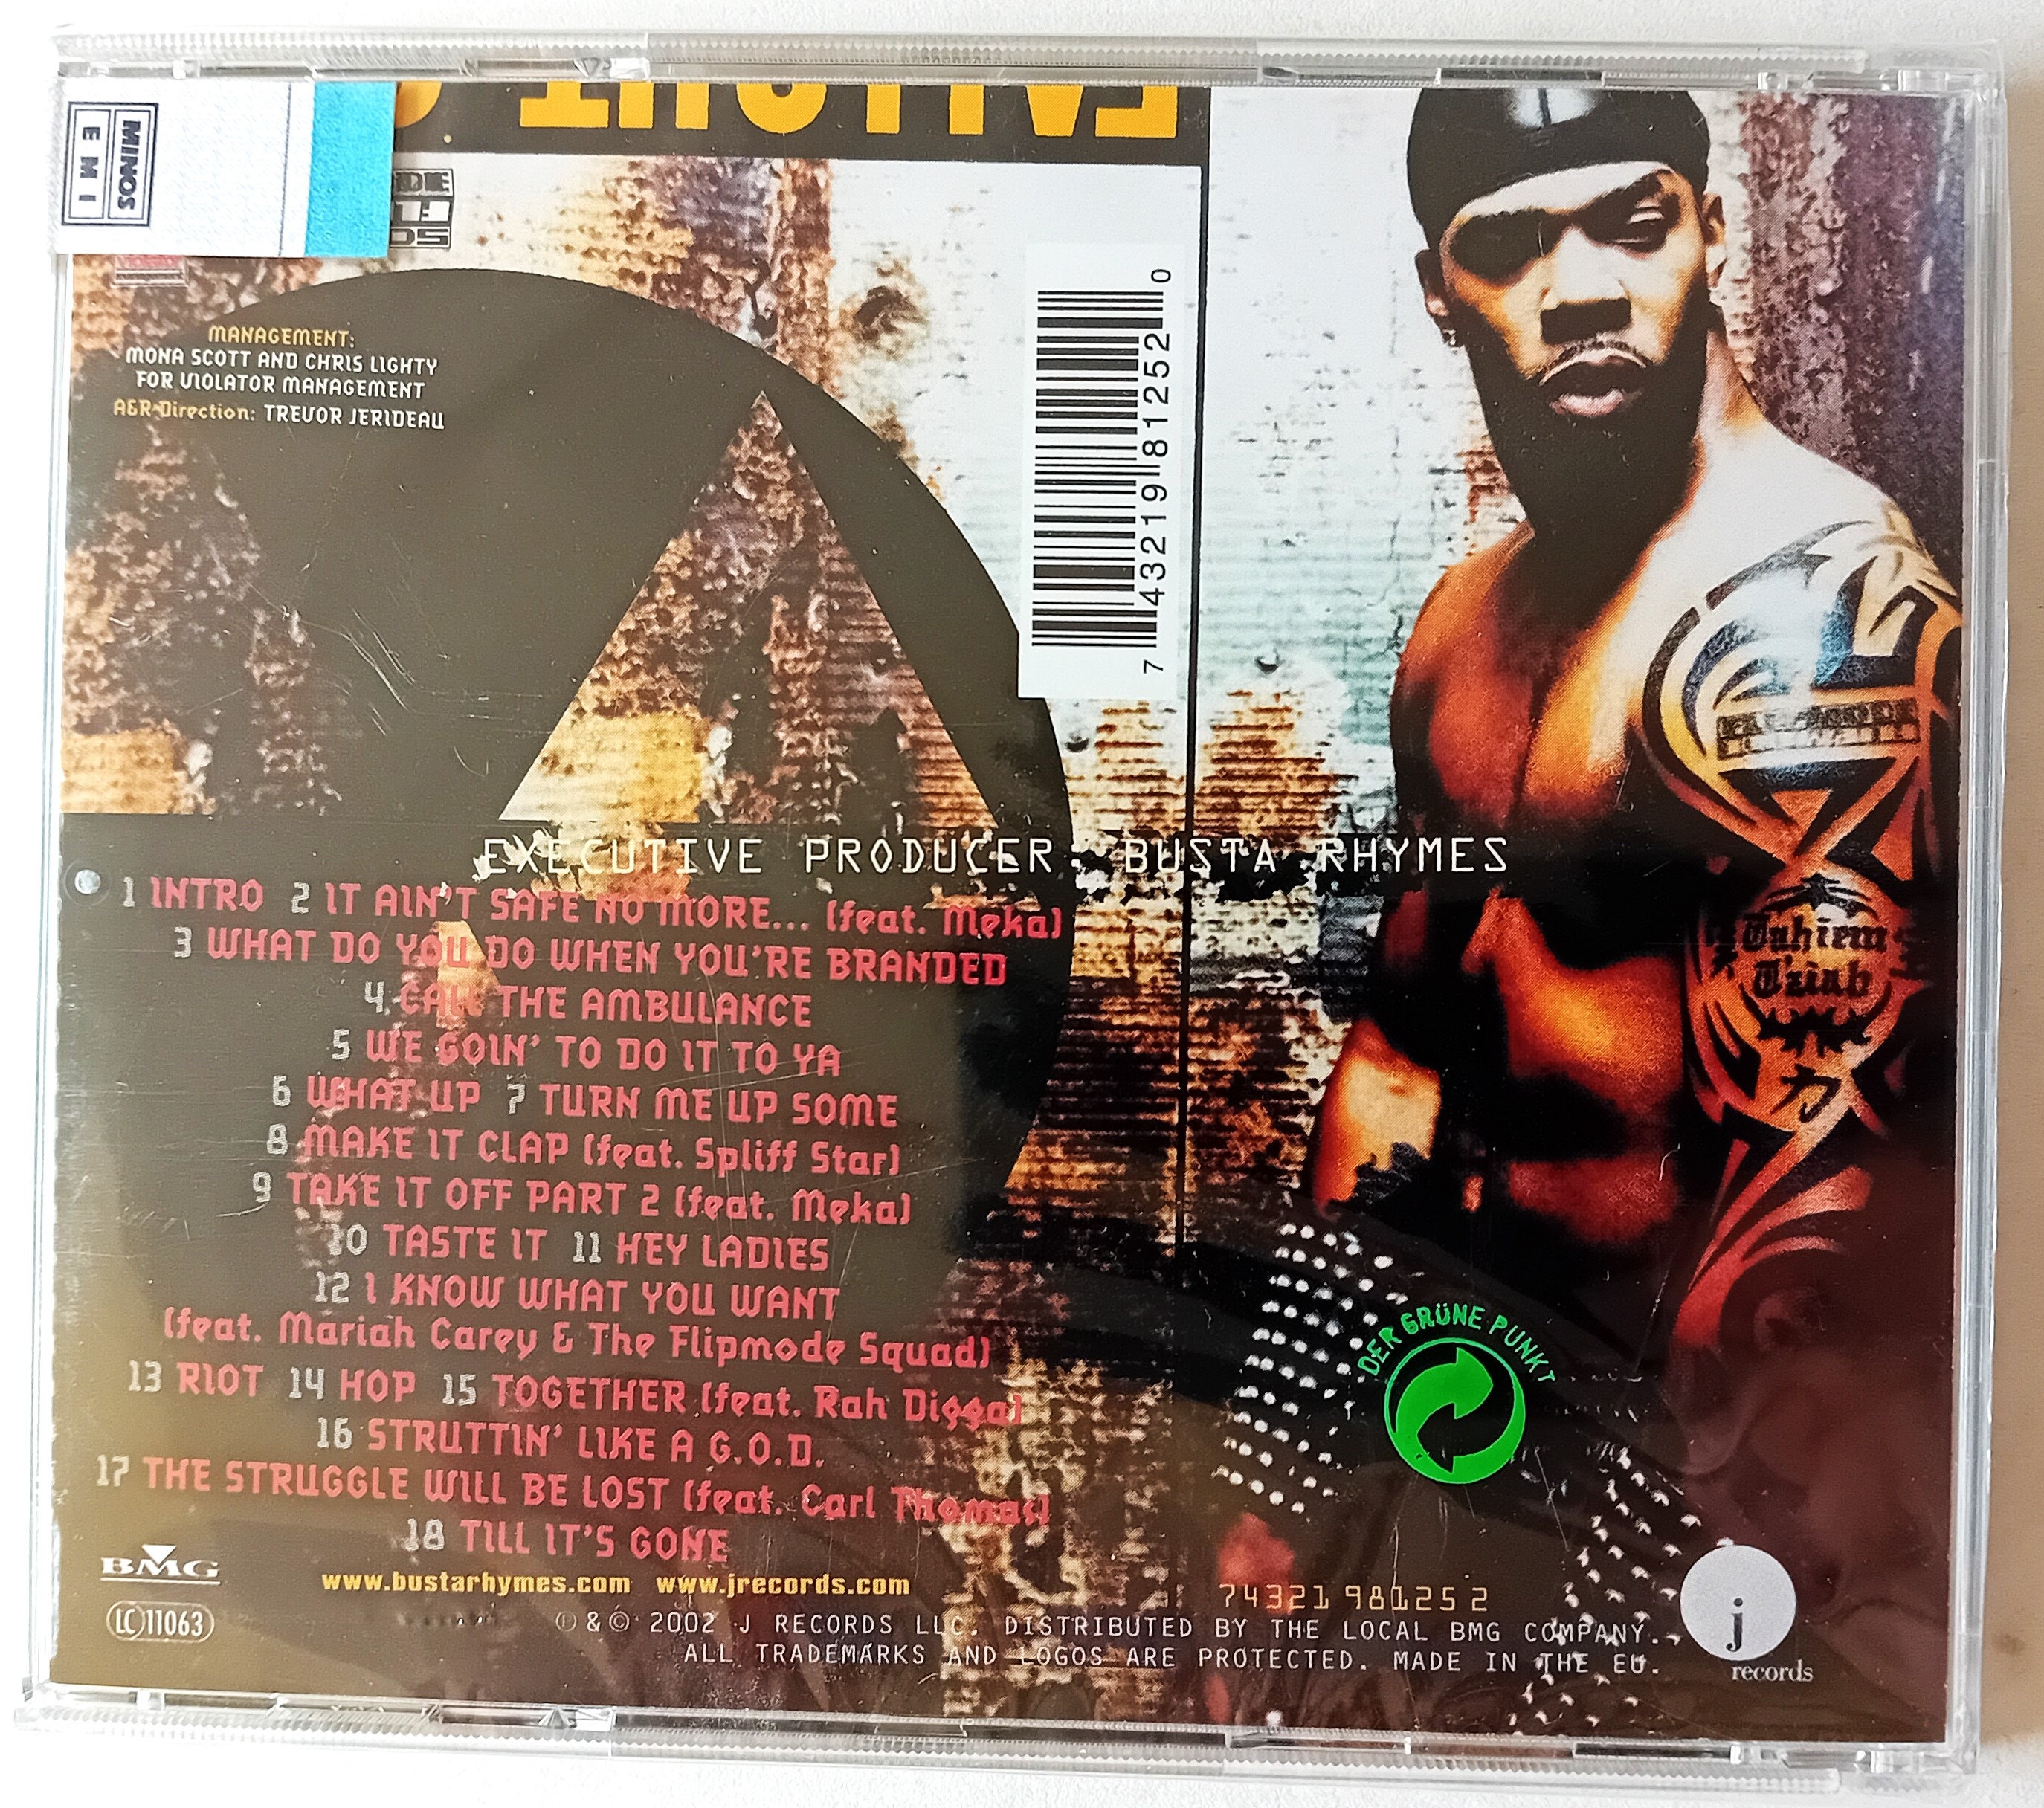 MINOS
EMI
FALLOUT
MANAGEMENT:
MONA SCOTT AND CHRIS LIGHTY
FOR VIOLATOR MANAGEMENT
A&R Direction: TREVOR JERIDEAU
7 43219 81252 0
EXECUTIVE PRODUCER: BUSTA RHYMES
1 INTRO 2 IT AIN'T SAFE NO MORE... (feat. Meka)
3 WHAT DO YOU DO WHEN YOU'RE BRANDED
4 CALL THE AMBULANCE
5 WE GOIN' TO DO IT TO YA
6 WHAT UP 7 TURN ME UP SOME
8 MAKE IT CLAP (feat. Spliff Star)
9 TAKE IT OFF PART 2 (feat. Meka)
10 TASTE IT 11 HEY LADIES
12 I KNOW WHAT YOU WANT
(feat. Mariah Carey & The Flipmode Squad)
13 RIOT 14 HOP 15 TOGETHER (feat. Rah Digga)
16 STRUTTIN' LIKE A G.O.D.
17 THE STRUGGLE WILL BE LOST (feat. Carl Thomas)
18 TILL IT'S GONE
T'ziah
力
DER GRÜNE PUNKT
BMG
LC 11063
www.bustarhymes.com www.jrecords.com
74321 98125 2
℗ & © 2002 J RECORDS LLC. DISTRIBUTED BY THE LOCAL BMG COMPANY.
ALL TRADEMARKS AND LOGOS ARE PROTECTED. MADE IN THE EU.
j
records